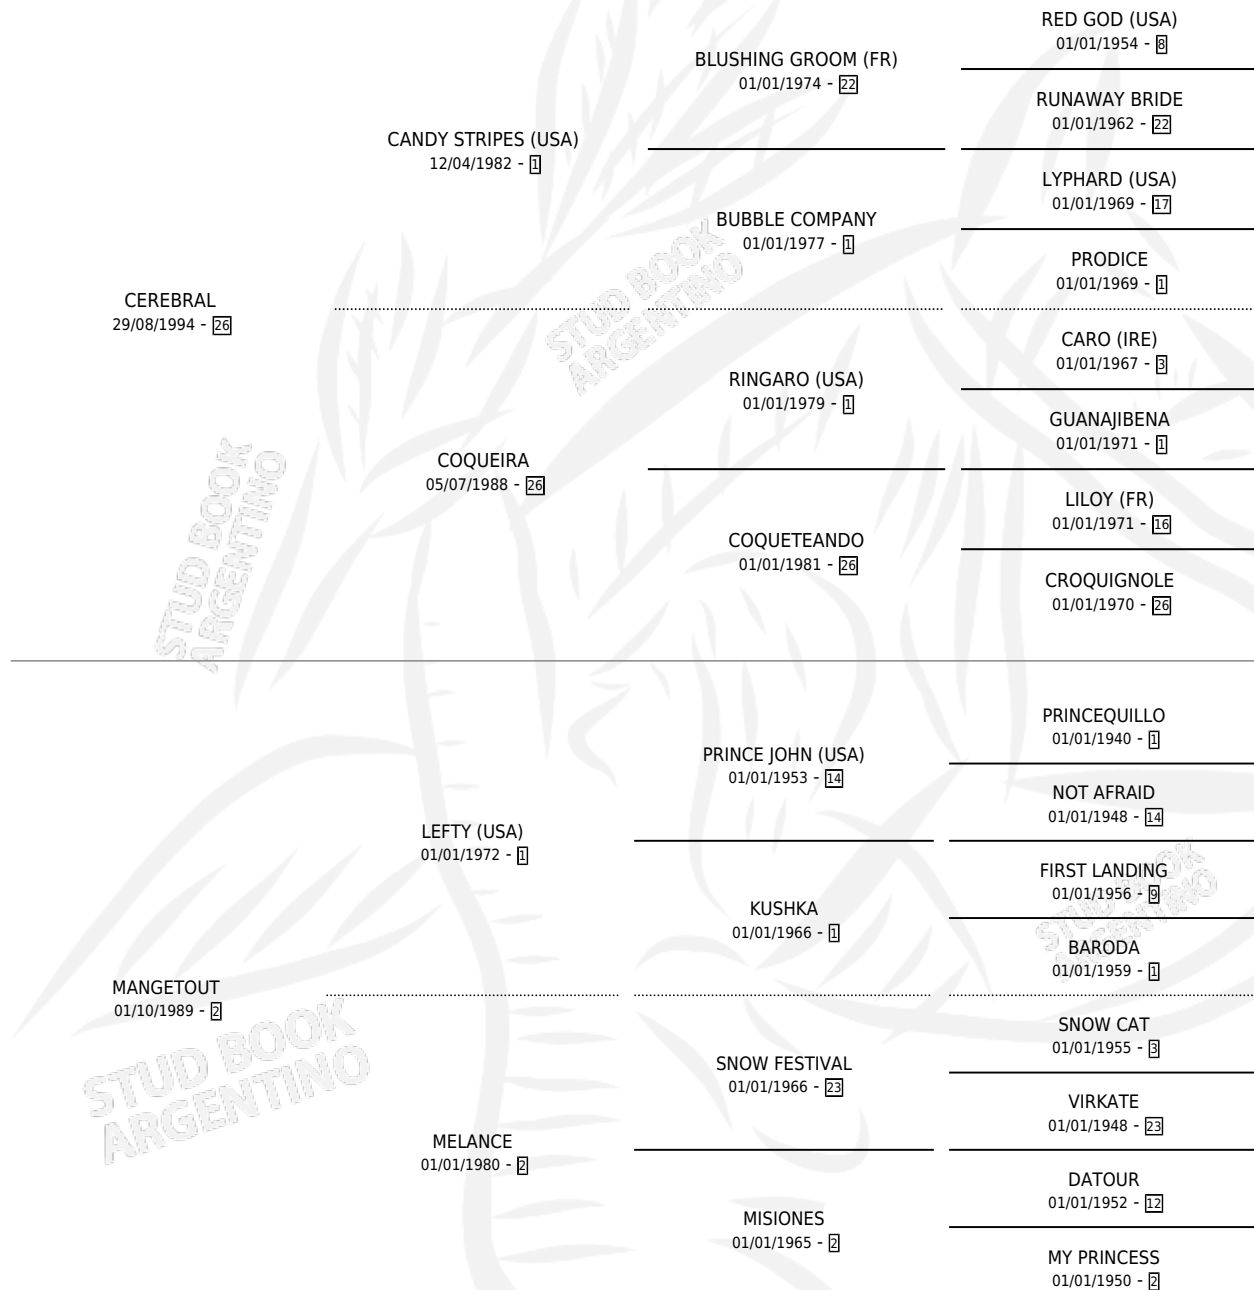 CEREBRAL
29/08/1994 - 26
CANDY STRIPES (USA)
12/04/1982 - 1
COQUEIRA
05/07/1988 - 26
BLUSHING GROOM (FR)
01/01/1974 - 22
BUBBLE COMPANY
01/01/1977 - 1
RINGARO (USA)
01/01/1979 - 1
COQUETEANDO
01/01/1981 - 26
RED GOD (USA)
01/01/1954 - 8
RUNAWAY BRIDE
01/01/1962 - 22
LYPHARD (USA)
01/01/1969 - 17
PRODICE
01/01/1969 - 1
CARO (IRE)
01/01/1967 - 3
GUANAJIBENA
01/01/1971 - 1
LILOY (FR)
01/01/1971 - 16
CROQUIGNOLE
01/01/1970 - 26
MANGETOUT
01/10/1989 - 2
LEFTY (USA)
01/01/1972 - 1
MELANCE
01/01/1980 - 2
PRINCE JOHN (USA)
01/01/1953 - 14
KUSHKA
01/01/1966 - 1
SNOW FESTIVAL
01/01/1966 - 23
MISIONES
01/01/1965 - 2
PRINCEQUILLO
01/01/1940 - 1
NOT AFRAID
01/01/1948 - 14
FIRST LANDING
01/01/1956 - 9
BARODA
01/01/1959 - 1
SNOW CAT
01/01/1955 - 3
VIRKATE
01/01/1948 - 23
DATOUR
01/01/1952 - 12
MY PRINCESS
01/01/1950 - 2
STUD BOOK
ARGENTINO
STUD BOOK
ARGENTINO
STUD BOOK
ARGENTINO
STUD BOOK
ARGENTINO